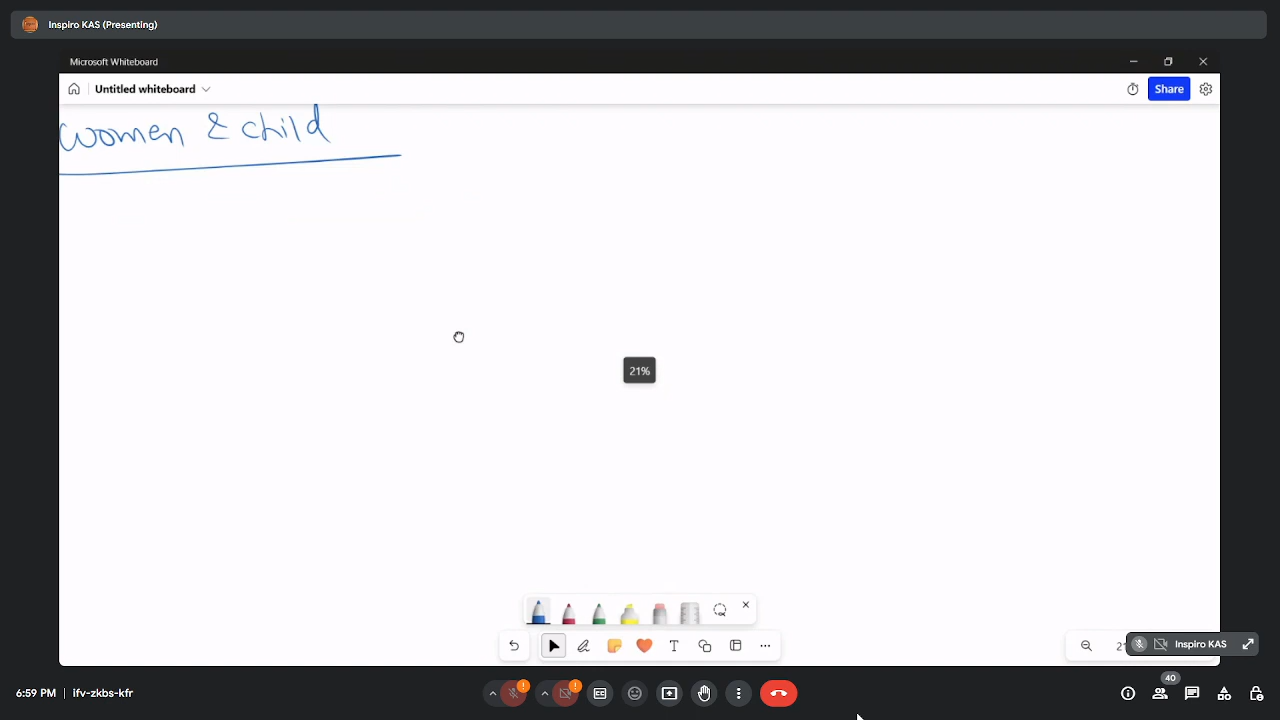 Inspiro KAS (Presenting)
Microsoft Whiteboard
Untitled whiteboard
Share
women & child
21%
T
Inspiro KAS
6:59 PM | ifv-zkbs-kfr
40